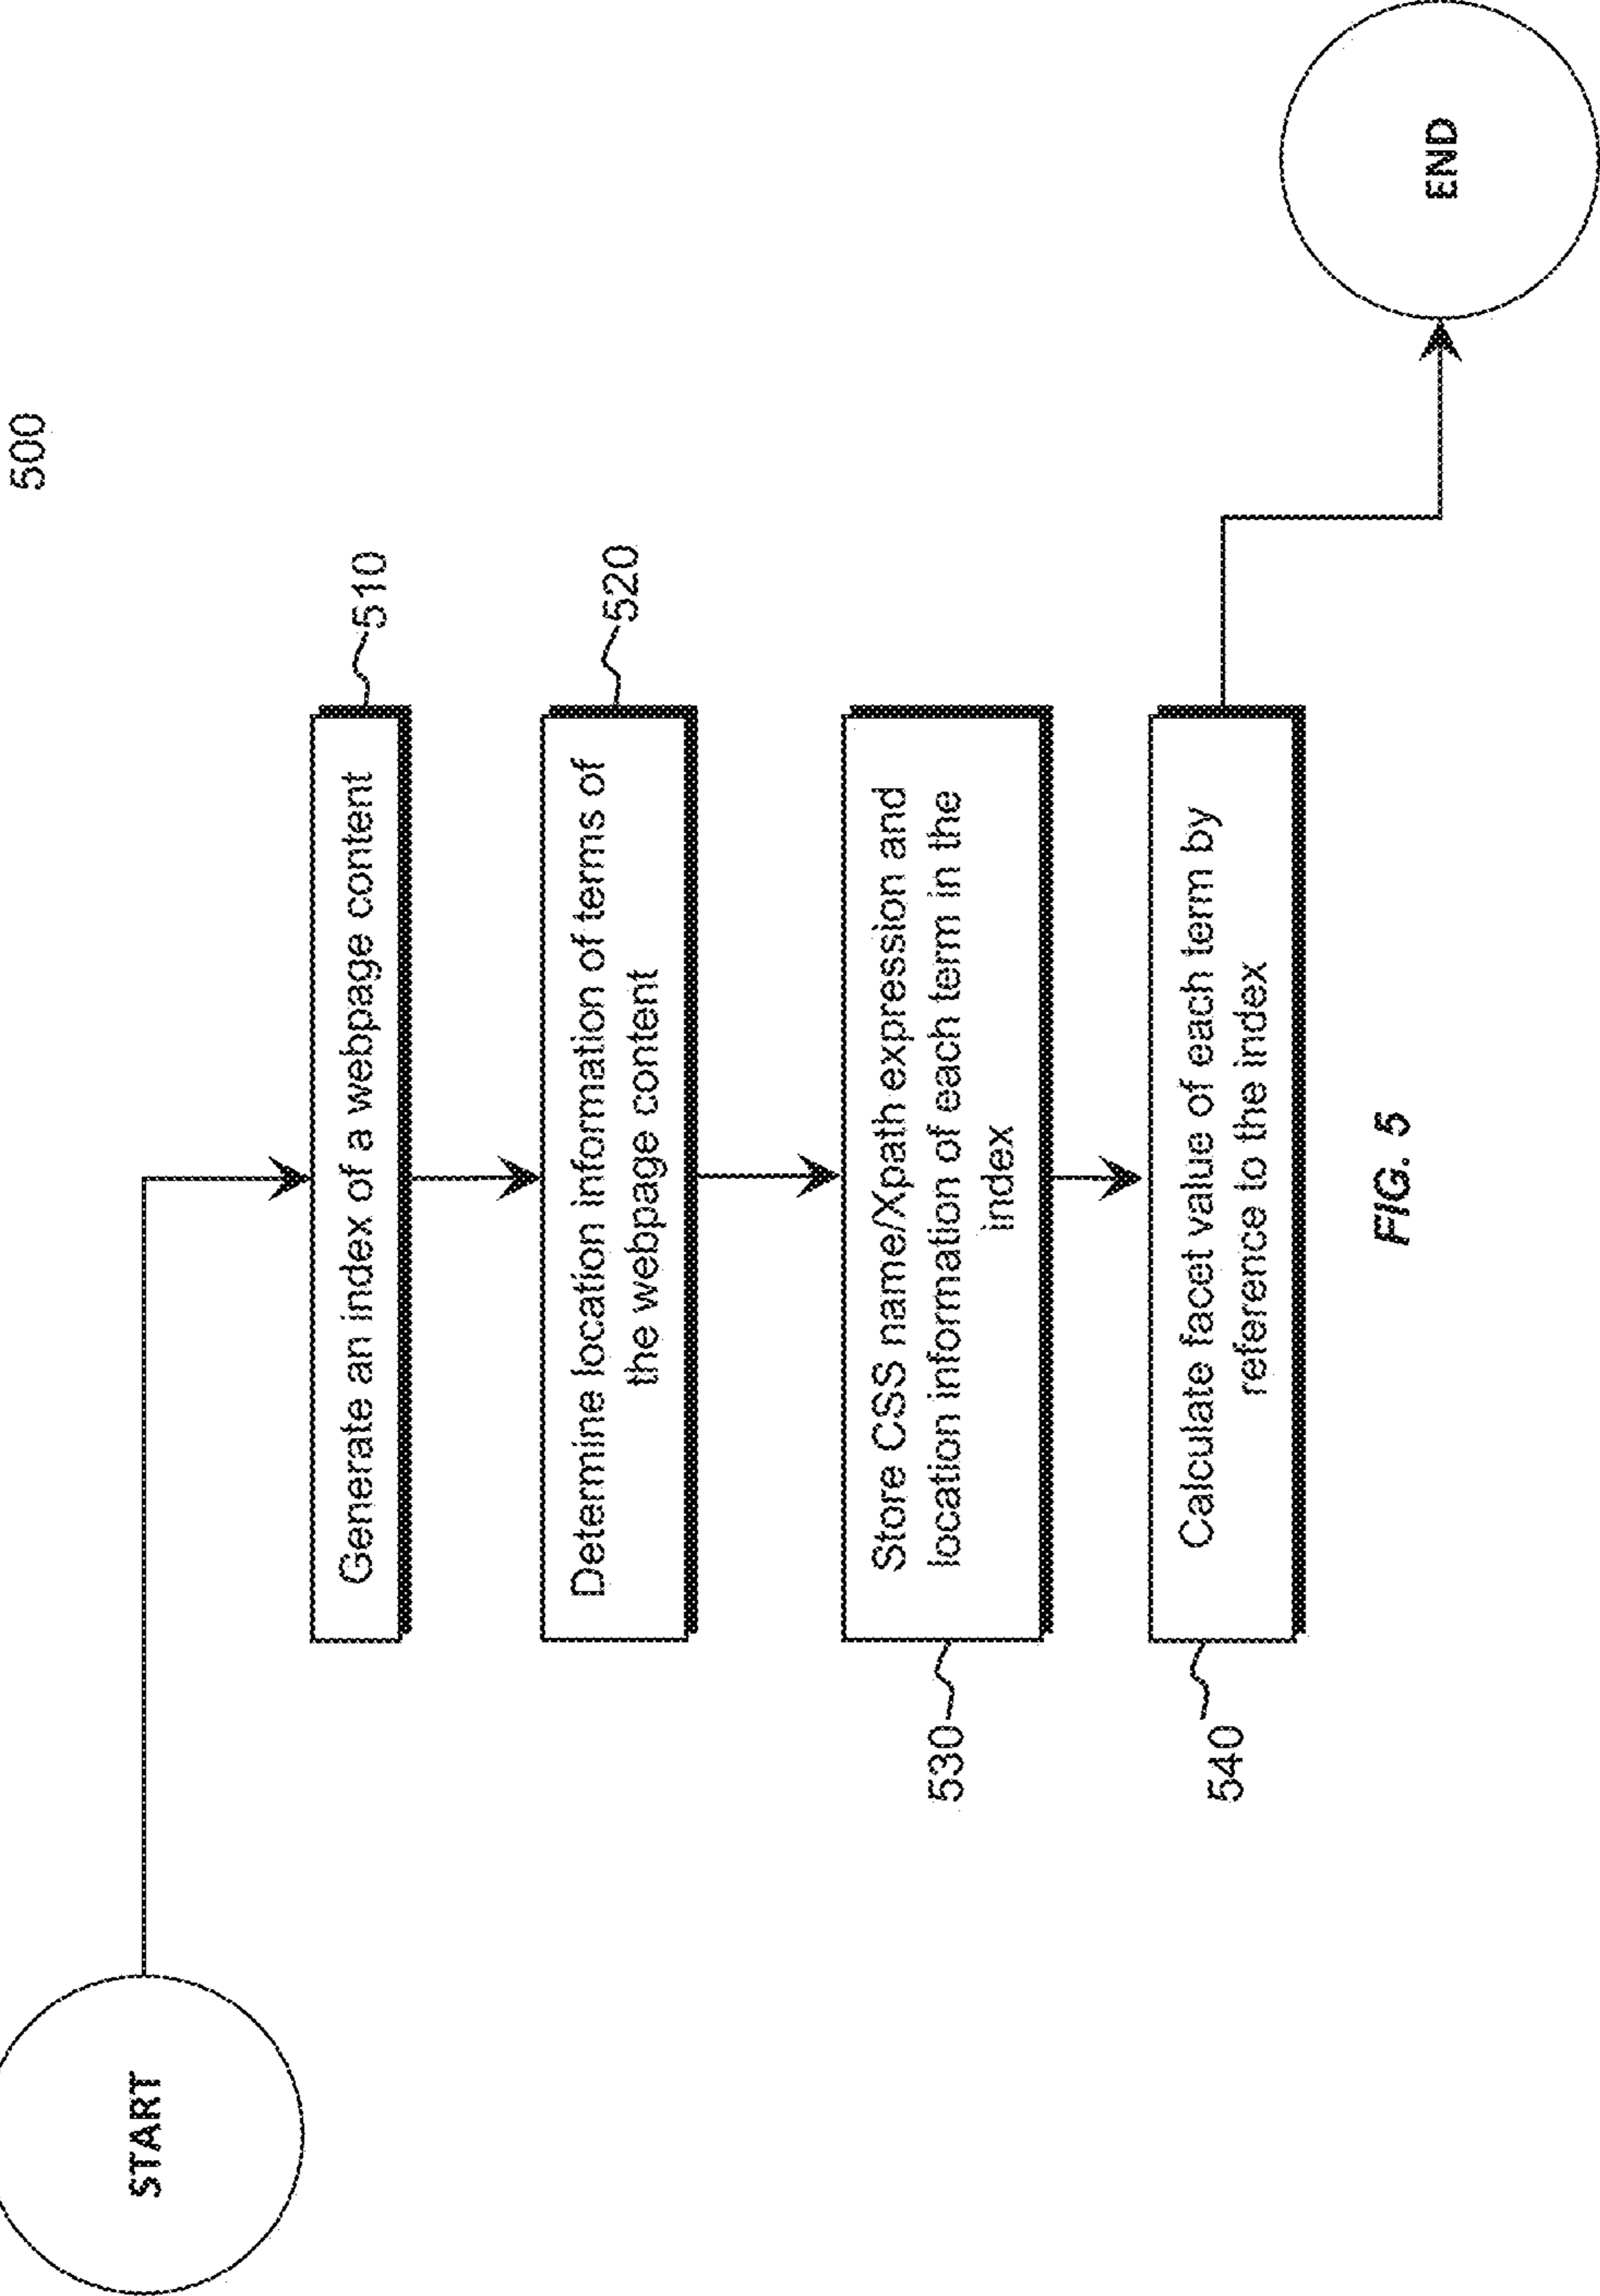 500
START
Generate an index of a webpage content
510
Determine location information of terms of
the webpage content
520
Store CSS name/Xpath expression and
location information of each term in the
index
530
Calculate facet value of each term by
reference to the index
540
END
FIG. 5